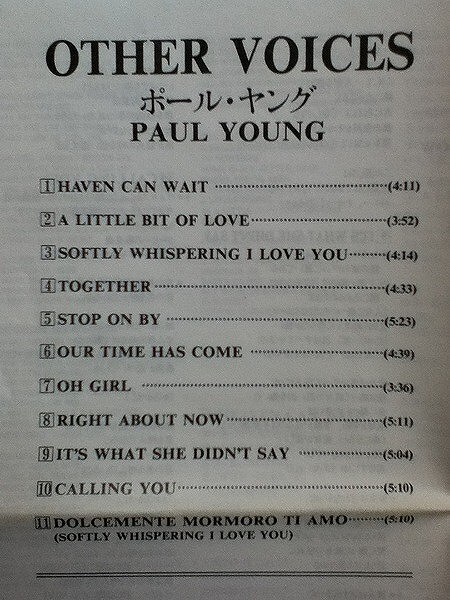 OTHER VOICES
ポール・ヤング
PAUL YOUNG
1 HAVEN CAN WAIT (4:11)
2 A LITTLE BIT OF LOVE (3:52)
3 SOFTLY WHISPERING I LOVE YOU (4:14)
4 TOGETHER (4:33)
5 STOP ON BY (5:23)
6 OUR TIME HAS COME (4:39)
7 OH GIRL (3:36)
8 RIGHT ABOUT NOW (5:11)
9 IT'S WHAT SHE DIDN'T SAY (5:04)
10 CALLING YOU (5:10)
11 DOLCEMENTE MORMORO TI AMO (5:10)
(SOFTLY WHISPERING I LOVE YOU)